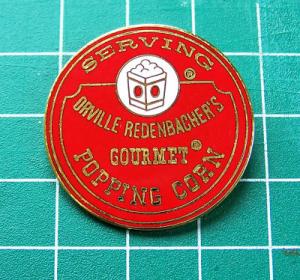 SERVING®
ORVILLE REDENBACHER'S
GOURMET®
POPPING CORN